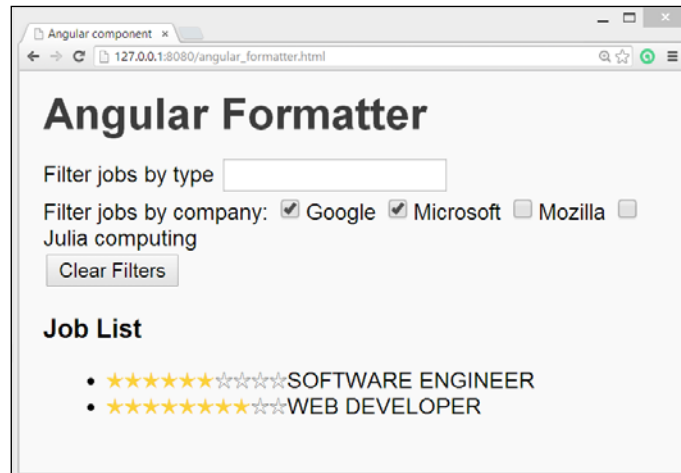 Angular component
127.0.0.1:8080/angular_formatter.html
Angular Formatter
Filter jobs by type
Filter jobs by company: Google Microsoft Mozilla
Julia computing
Clear Filters
Job List
SOFTWARE ENGINEER
WEB DEVELOPER